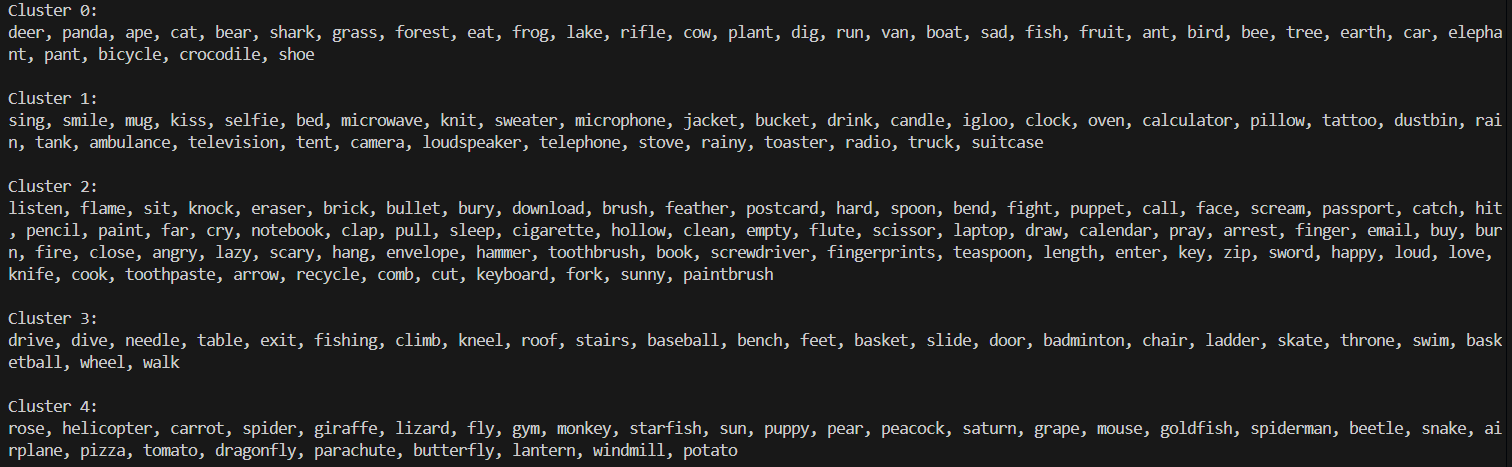 Cluster 0:
deer, panda, ape, cat, bear, shark, grass, forest, eat, frog, lake, rifle, cow, plant, dig, run, van, boat, sad, fish, fruit, ant, bird, bee, tree, earth, car, elepha
nt, pant, bicycle, crocodile, shoe
Cluster 1:
sing, smile, mug, kiss, selfie, bed, microwave, knit, sweater, microphone, jacket, bucket, drink, candle, igloo, clock, oven, calculator, pillow, tattoo, dustbin, rai
n, tank, ambulance, television, tent, camera, loudspeaker, telephone, stove, rainy, toaster, radio, truck, suitcase
Cluster 2:
listen, flame, sit, knock, eraser, brick, bullet, bury, download, brush, feather, postcard, hard, spoon, bend, fight, puppet, call, face, scream, passport, catch, hit
, pencil, paint, far, cry, notebook, clap, pull, sleep, cigarette, hollow, clean, empty, flute, scissor, laptop, draw, calendar, pray, arrest, finger, email, buy, bur
n, fire, close, angry, lazy, scary, hang, envelope, hammer, toothbrush, book, screwdriver, fingerprints, teaspoon, length, enter, key, zip, sword, happy, loud, love,
knife, cook, toothpaste, arrow, recycle, comb, cut, keyboard, fork, sunny, paintbrush
Cluster 3:
drive, dive, needle, table, exit, fishing, climb, kneel, roof, stairs, baseball, bench, feet, basket, slide, door, badminton, chair, ladder, skate, throne, swim, bask
etball, wheel, walk
Cluster 4:
rose, helicopter, carrot, spider, giraffe, lizard, fly, gym, monkey, starfish, sun, puppy, pear, peacock, saturn, grape, mouse, goldfish, spiderman, beetle, snake, ai
rplane, pizza, tomato, dragonfly, parachute, butterfly, lantern, windmill, potato